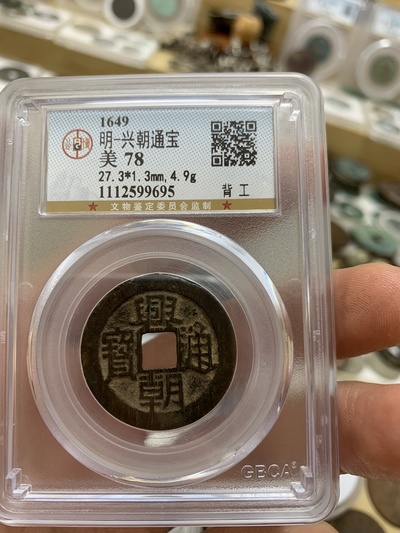 1649
明-兴朝通宝
美 78
27.3*1.3mm, 4.9g
1112599695
背 工
★ 文物鉴定委员会监制 ★
興朝通寶
GBCA